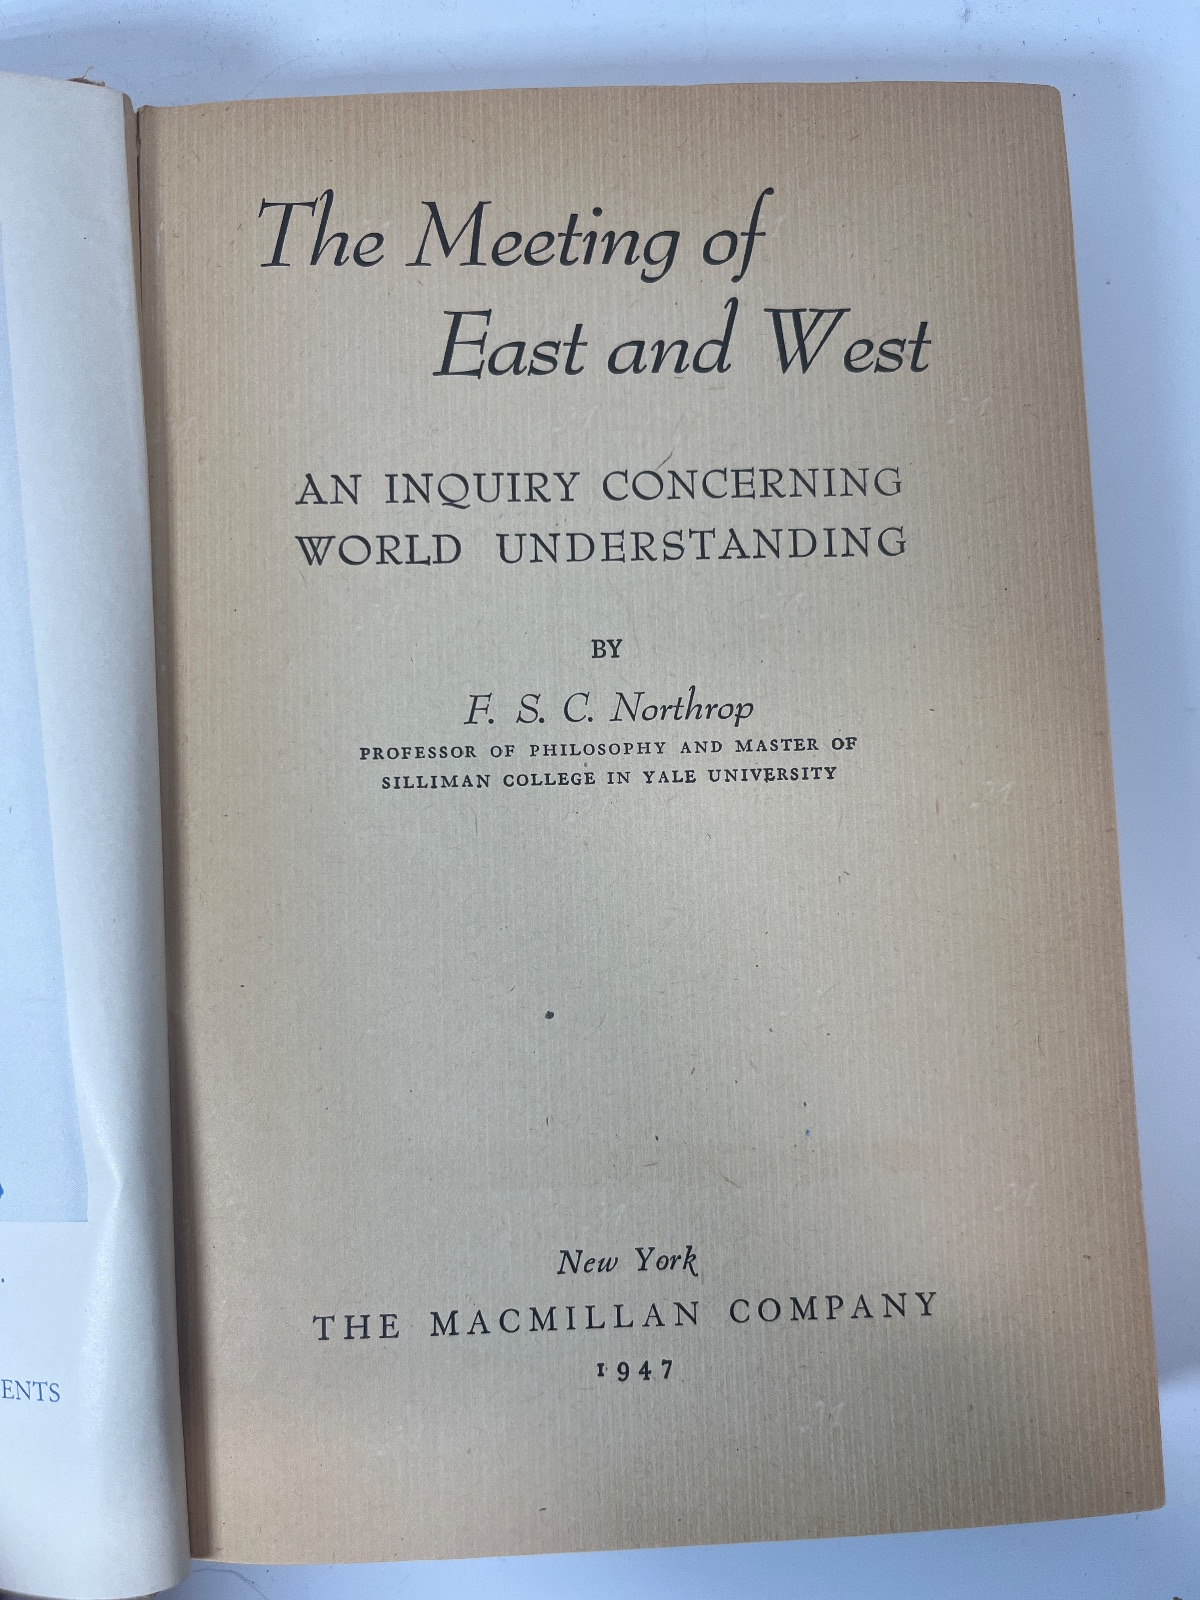 The Meeting of
East and West
AN INQUIRY CONCERNING
WORLD UNDERSTANDING
BY
F. S. C. Northrop
PROFESSOR OF PHILOSOPHY AND MASTER OF
SILLIMAN COLLEGE IN YALE UNIVERSITY
New York
THE MACMILLAN COMPANY
1947
ENTS